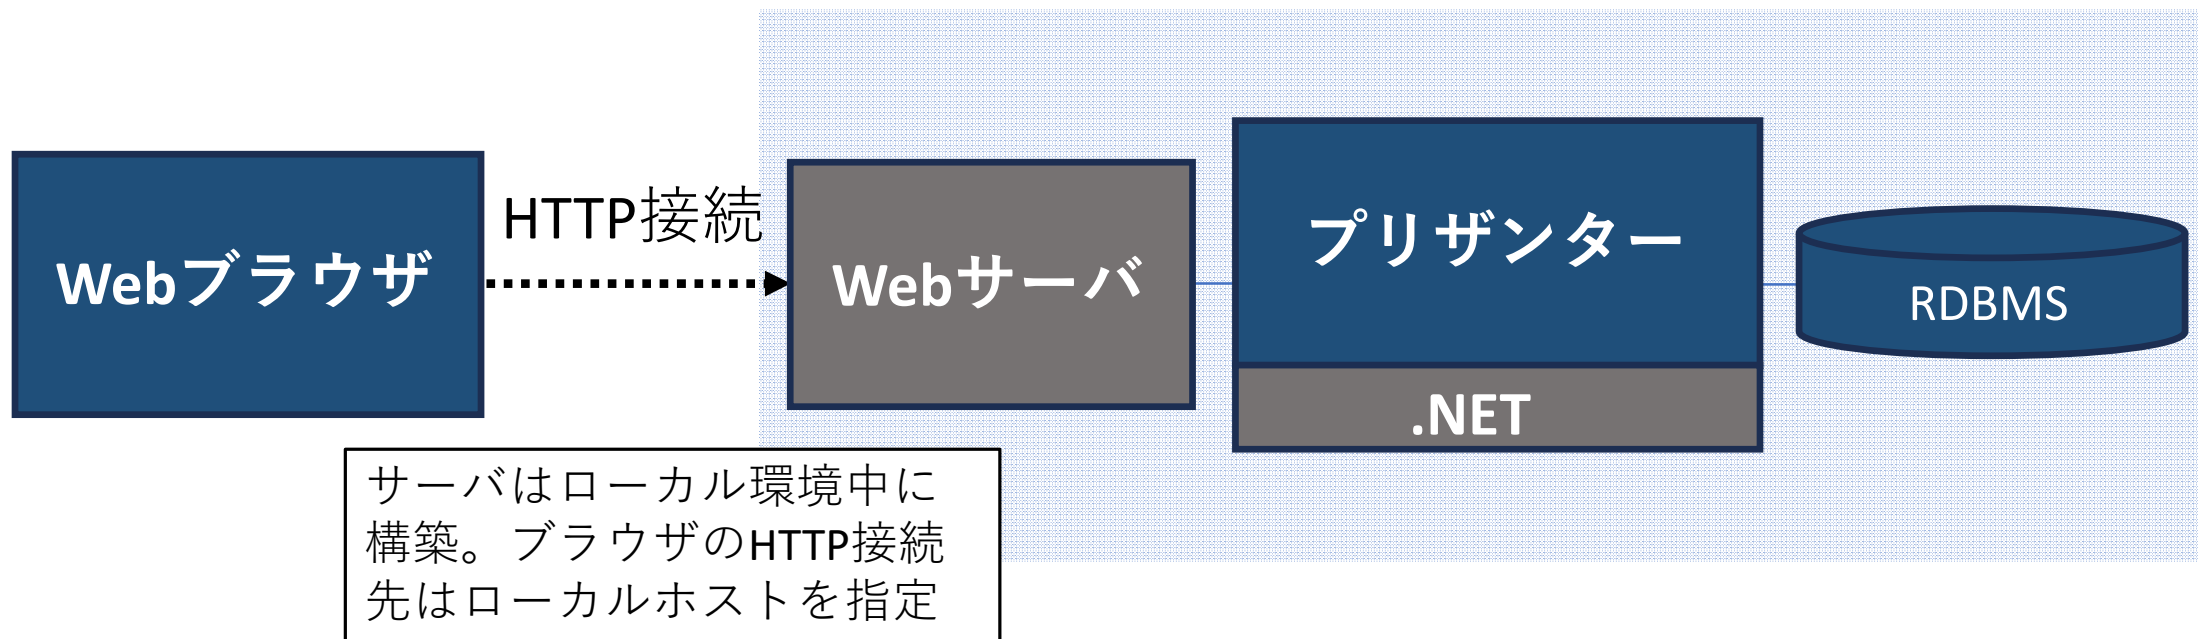 Webブラウザ
HTTP接続
Webサーバ
プリザンター
.NET
RDBMS
サーバはローカル環境中に
構築。ブラウザのHTTP接続
先はローカルホストを指定